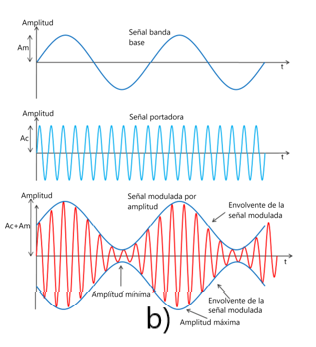 Amplitud
Am
Señal banda
base
t
Amplitud
Señal portadora
Ac
t
Amplitud
Señal modulada por
amplitud
Envolvente de la
señal modulada
Ac+Am
t
Amplitud mínima
Envolvente de la
señal modulada
Amplitud máxima
b)